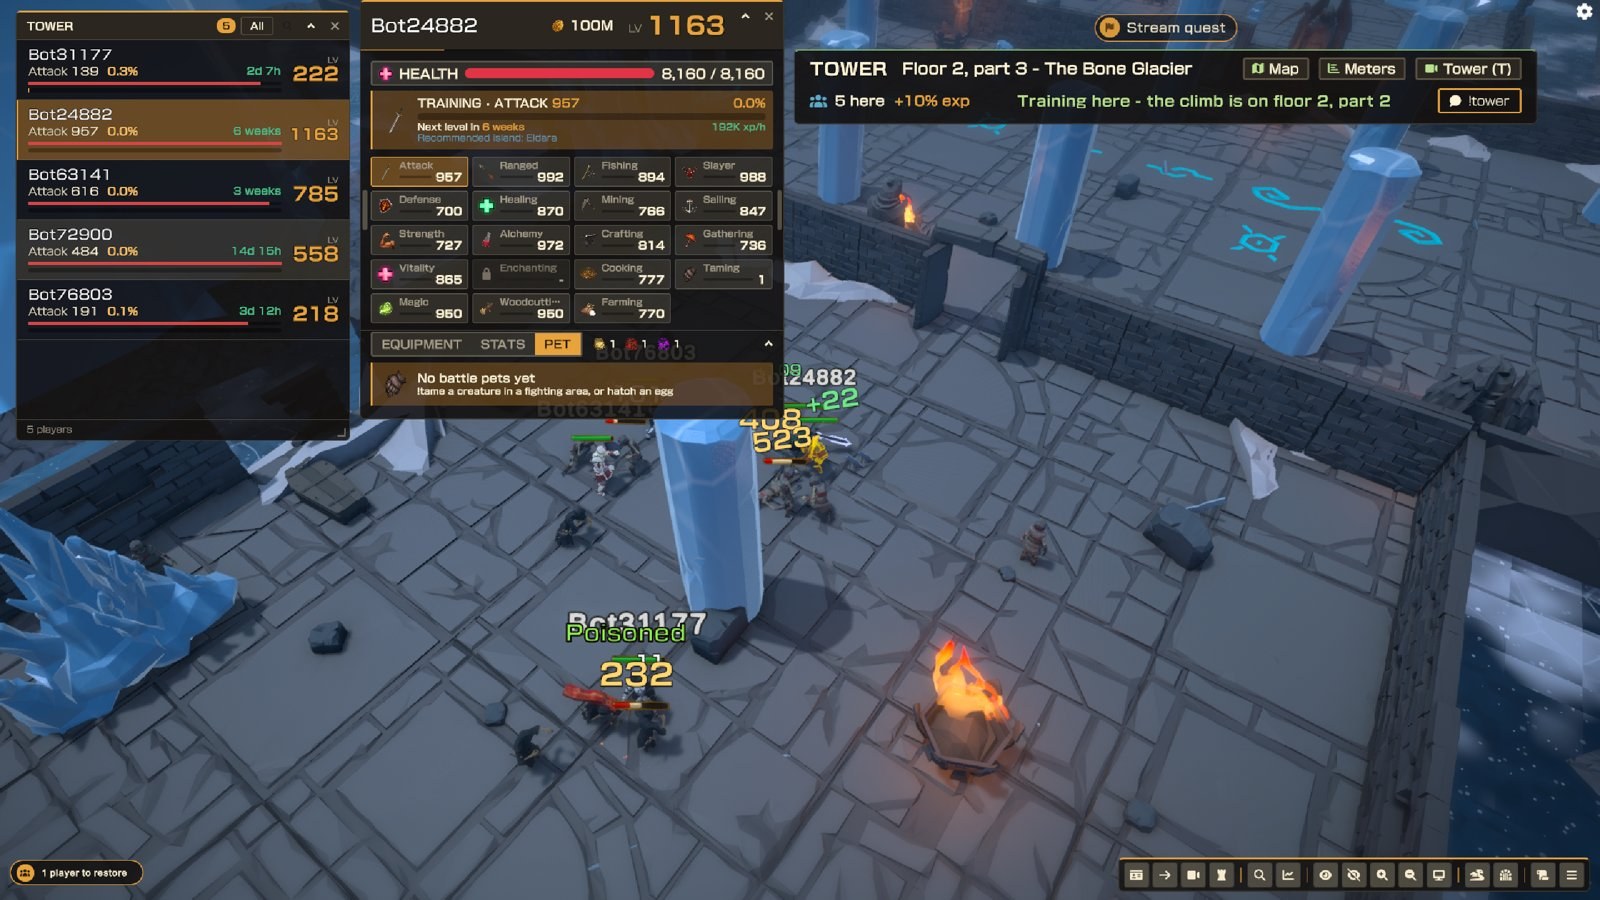 TOWER
5
All
Bot31177
Attack 139 0.3%
2d 7h
LV
222
Bot24882
Attack 957 0.0%
6 weeks
LV
1163
Bot63141
Attack 616 0.0%
3 weeks
LV
785
Bot72900
Attack 484 0.0%
14d 15h
LV
558
Bot76803
Attack 191 0.1%
3d 12h
LV
218
5 players
Bot24882
100M
LV 1163
HEALTH
8,160 / 8,160
TRAINING · ATTACK 957
0.0%
Next level in 6 weeks
192K xp/h
Recommended island: Eldara
Attack 957
Ranged 992
Fishing 894
Slayer 988
Defense 700
Healing 870
Mining 766
Sailing 847
Strength 727
Alchemy 972
Crafting 814
Gathering 736
Vitality 865
Enchanting -
Cooking 777
Taming 1
Magic 950
Woodcutti··· 950
Farming 770
EQUIPMENT
STATS
PET
1
1
1
No battle pets yet
!tame a creature in a fighting area, or hatch an egg
Stream quest
TOWER Floor 2, part 3 - The Bone Glacier
Map
Meters
Tower (T)
5 here +10% exp
Training here - the climb is on floor 2, part 2
!tower
Bot76803
Bot63141
Bot24882
+22
408
523
Bot31177
Poisoned
11
232
1 player to restore